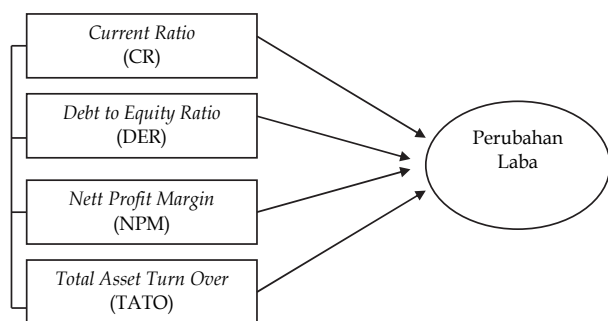 Current Ratio
(CR)
Debt to Equity Ratio
(DER)
Nett Profit Margin
(NPM)
Total Asset Turn Over
(TATO)
Perubahan
Laba